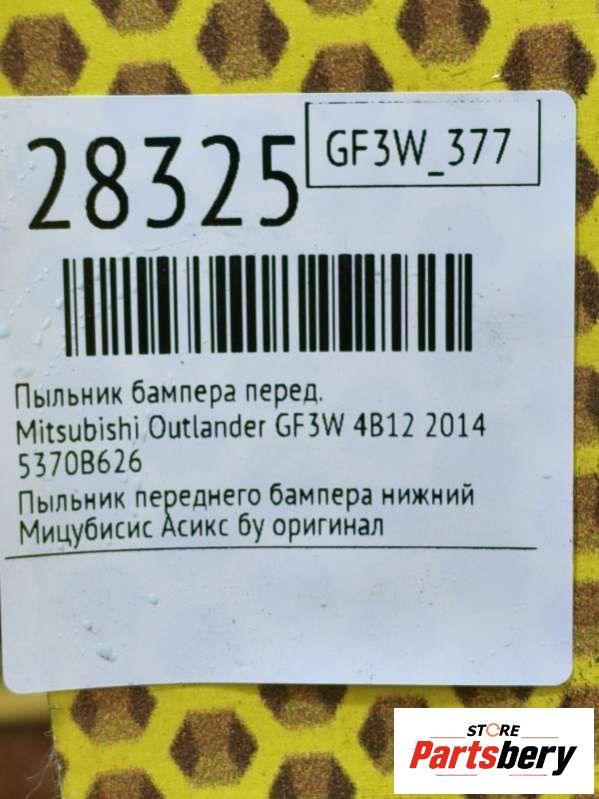 28325
GF3W_377
Пыльник бампера перед.
Mitsubishi Outlander GF3W 4B12 2014
5370B626
Пыльник переднего бампера нижний
Мицубисис Асикс бу оригинал
STORE
Partsbery